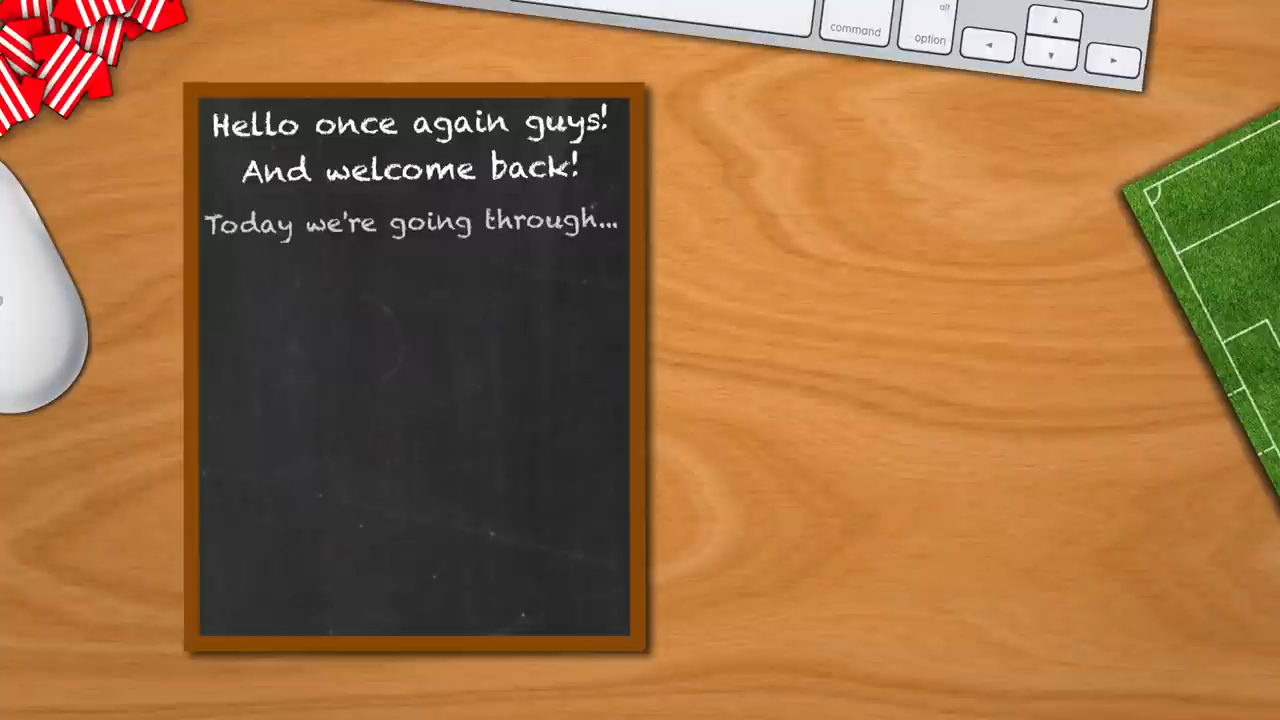 alt
command
option
Hello once again guys!
And welcome back!
Today we're going through...